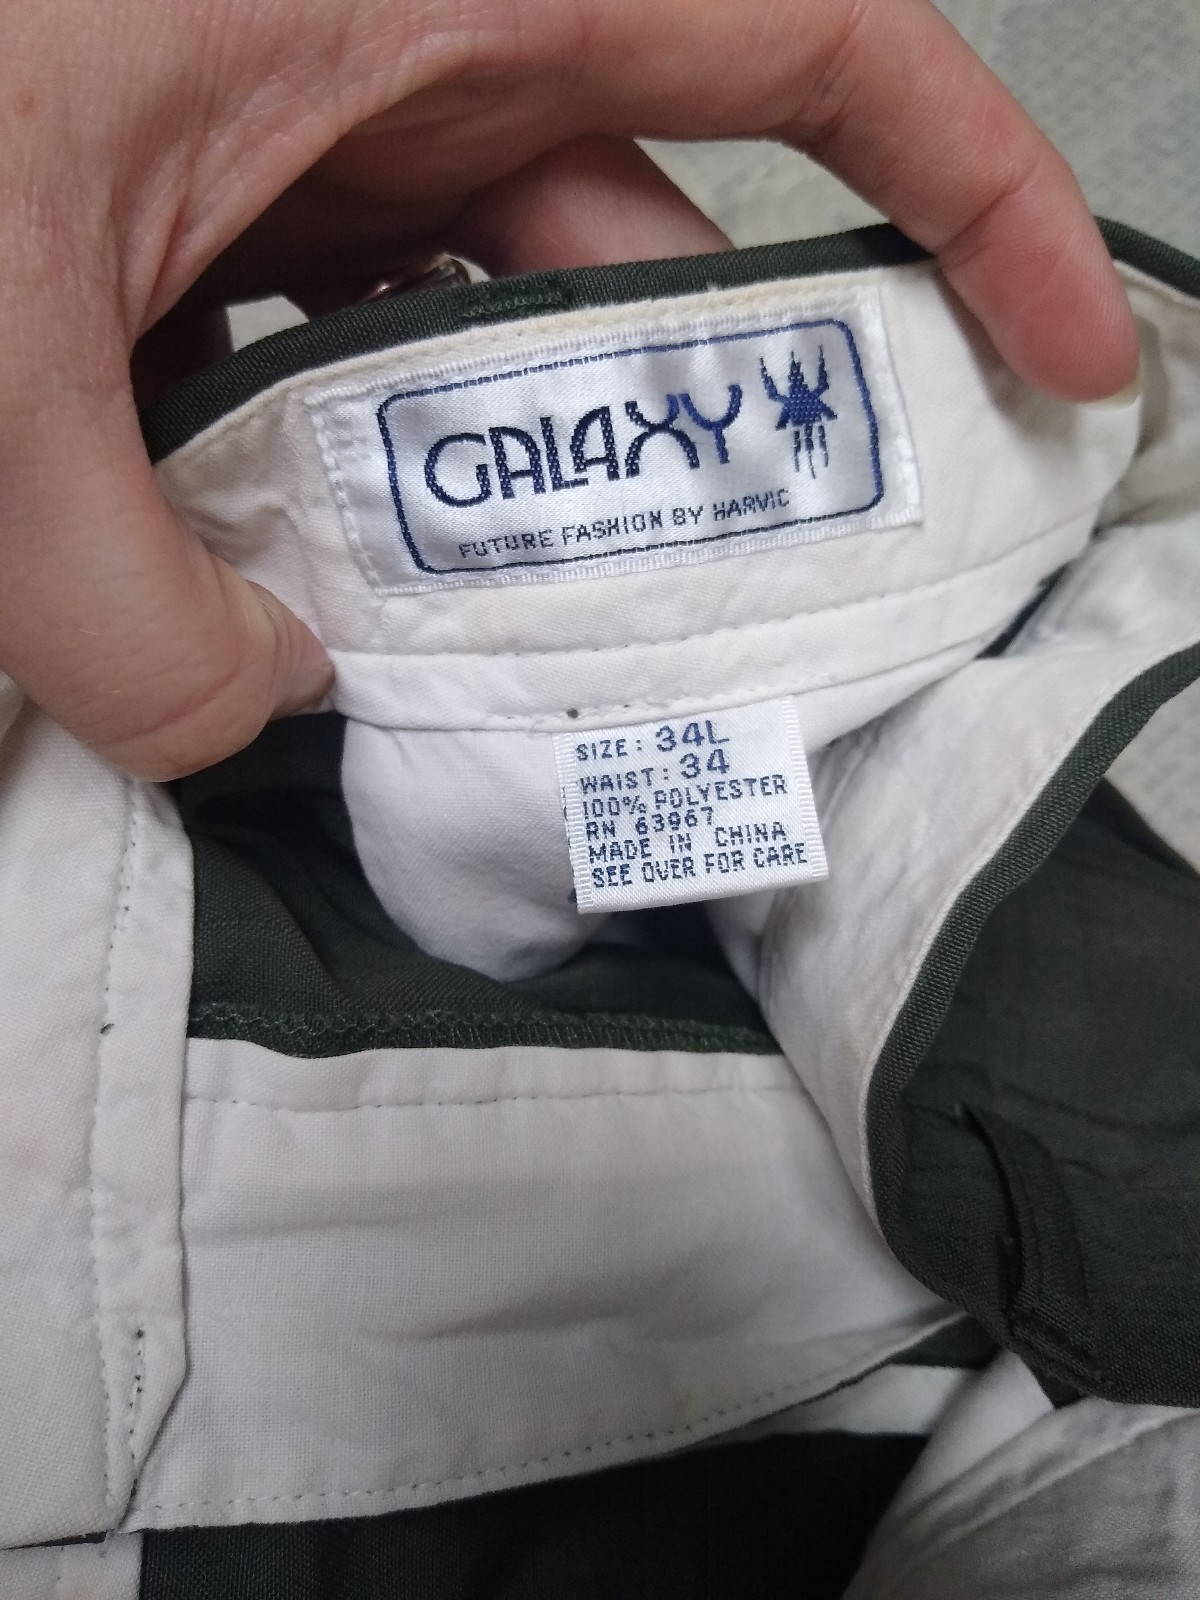 GALAXY
FUTURE FASHION BY HARVIC
SIZE: 34L
WAIST: 34
100% POLYESTER
RN 63967
MADE IN CHINA
SEE OVER FOR CARE